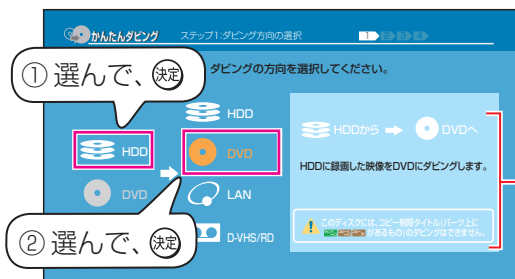 かんたんダビング ステップ1:ダビング方向の選択 1 2 3 4
① 選んで、決定
ダビングの方向を選択してください。
HDD
DVD
HDD
DVD
LAN
D-VHS/RD
HDDから DVDへ
HDDに録画した映像をDVDにダビングします。
このディスクには、コピー制限タイトル(パーツ上に
があるもの)のダビングはできません。
② 選んで、決定